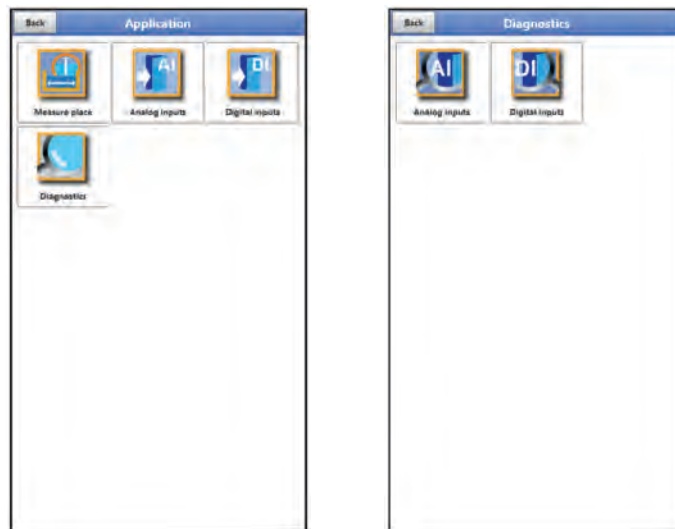 Back Application
AI DI
Measure place Analog inputs Digital inputs
Diagnostics
Back Diagnostics
AI DI
Analog inputs Digital inputs